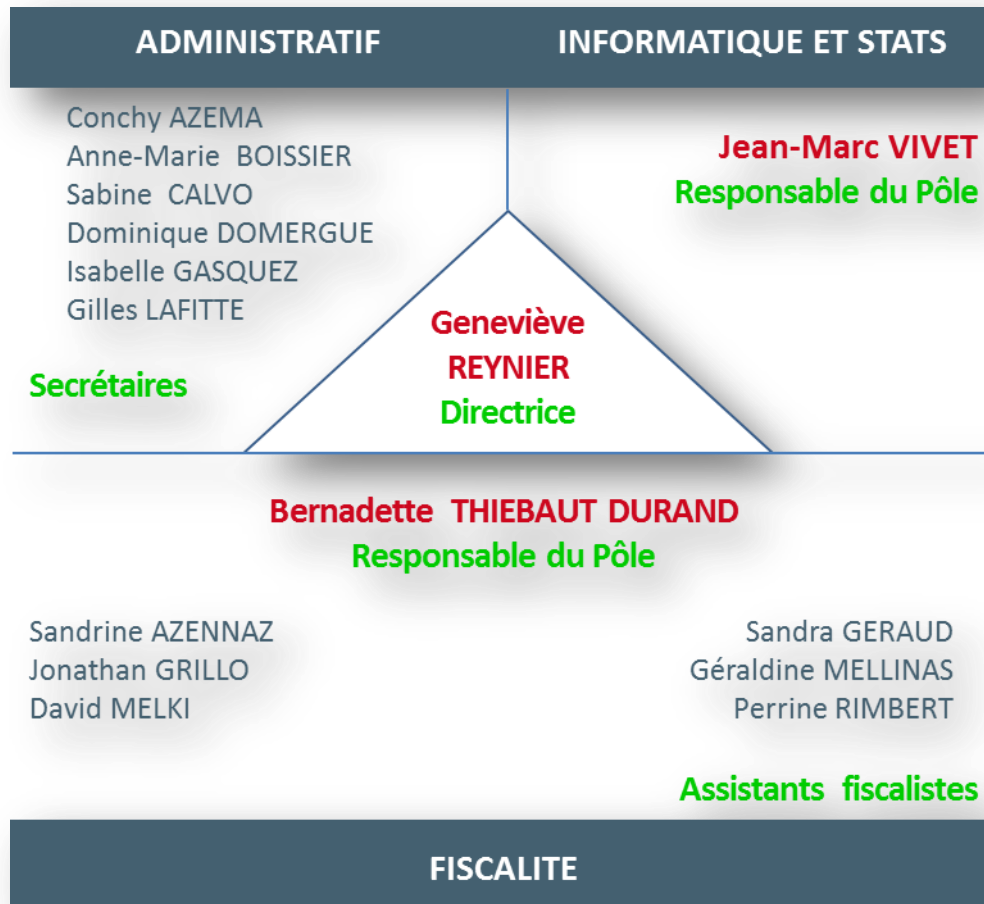 ADMINISTRATIF
INFORMATIQUE ET STATS
Conchy AZEMA
Anne-Marie BOISSIER
Sabine CALVO
Dominique DOMERGUE
Isabelle GASQUEZ
Gilles LAFITTE
Secrétaires
Jean-Marc VIVET
Responsable du Pôle
Geneviève
REYNIER
Directrice
Bernadette THIEBAUT DURAND
Responsable du Pôle
Sandrine AZENNAZ
Jonathan GRILLO
David MELKI
Sandra GERAUD
Géraldine MELLINAS
Perrine RIMBERT
Assistants fiscalistes
FISCALITE